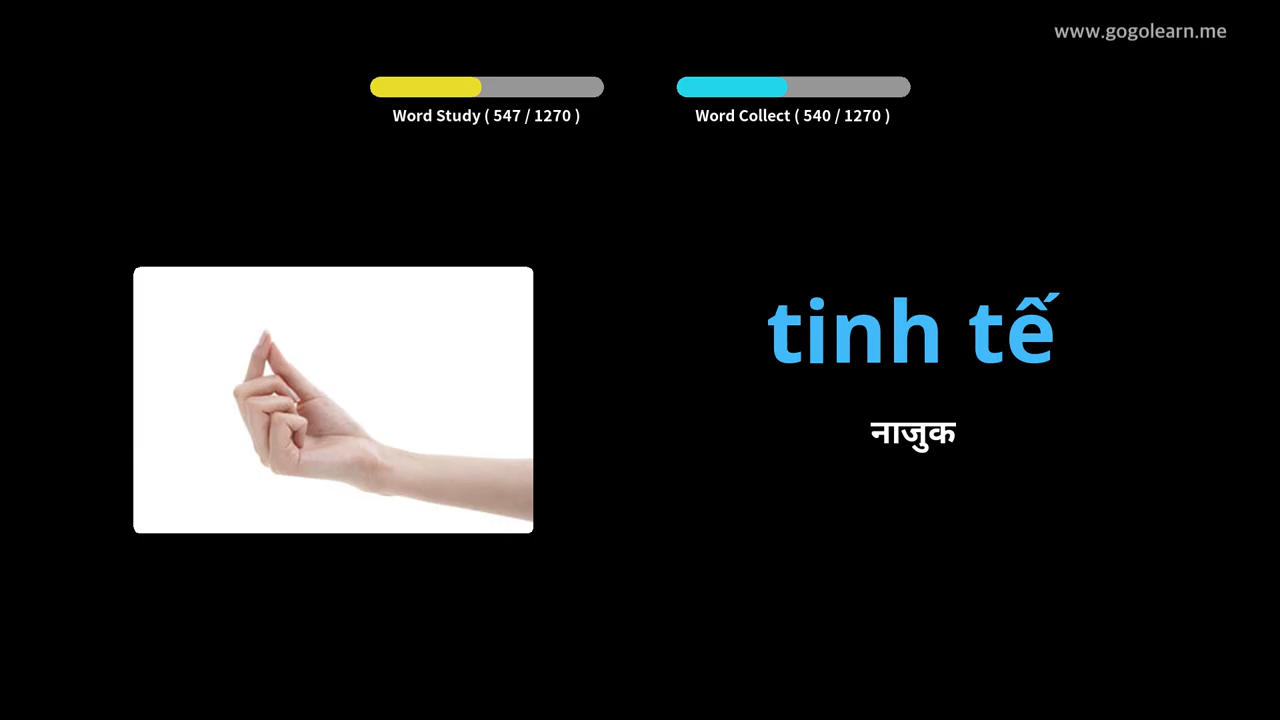 www.gogolearn.me
Word Study ( 547 / 1270 )
Word Collect ( 540 / 1270 )
tinh tế
नाजुक